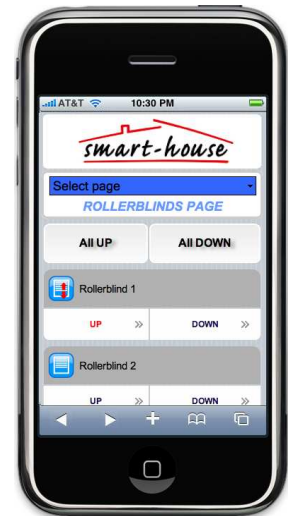 AT&T 10:30 PM
smart-house
Select page
ROLLERBLINDS PAGE
All UP All DOWN
Rollerblind 1
UP >> DOWN >>
Rollerblind 2
UP >> DOWN >>